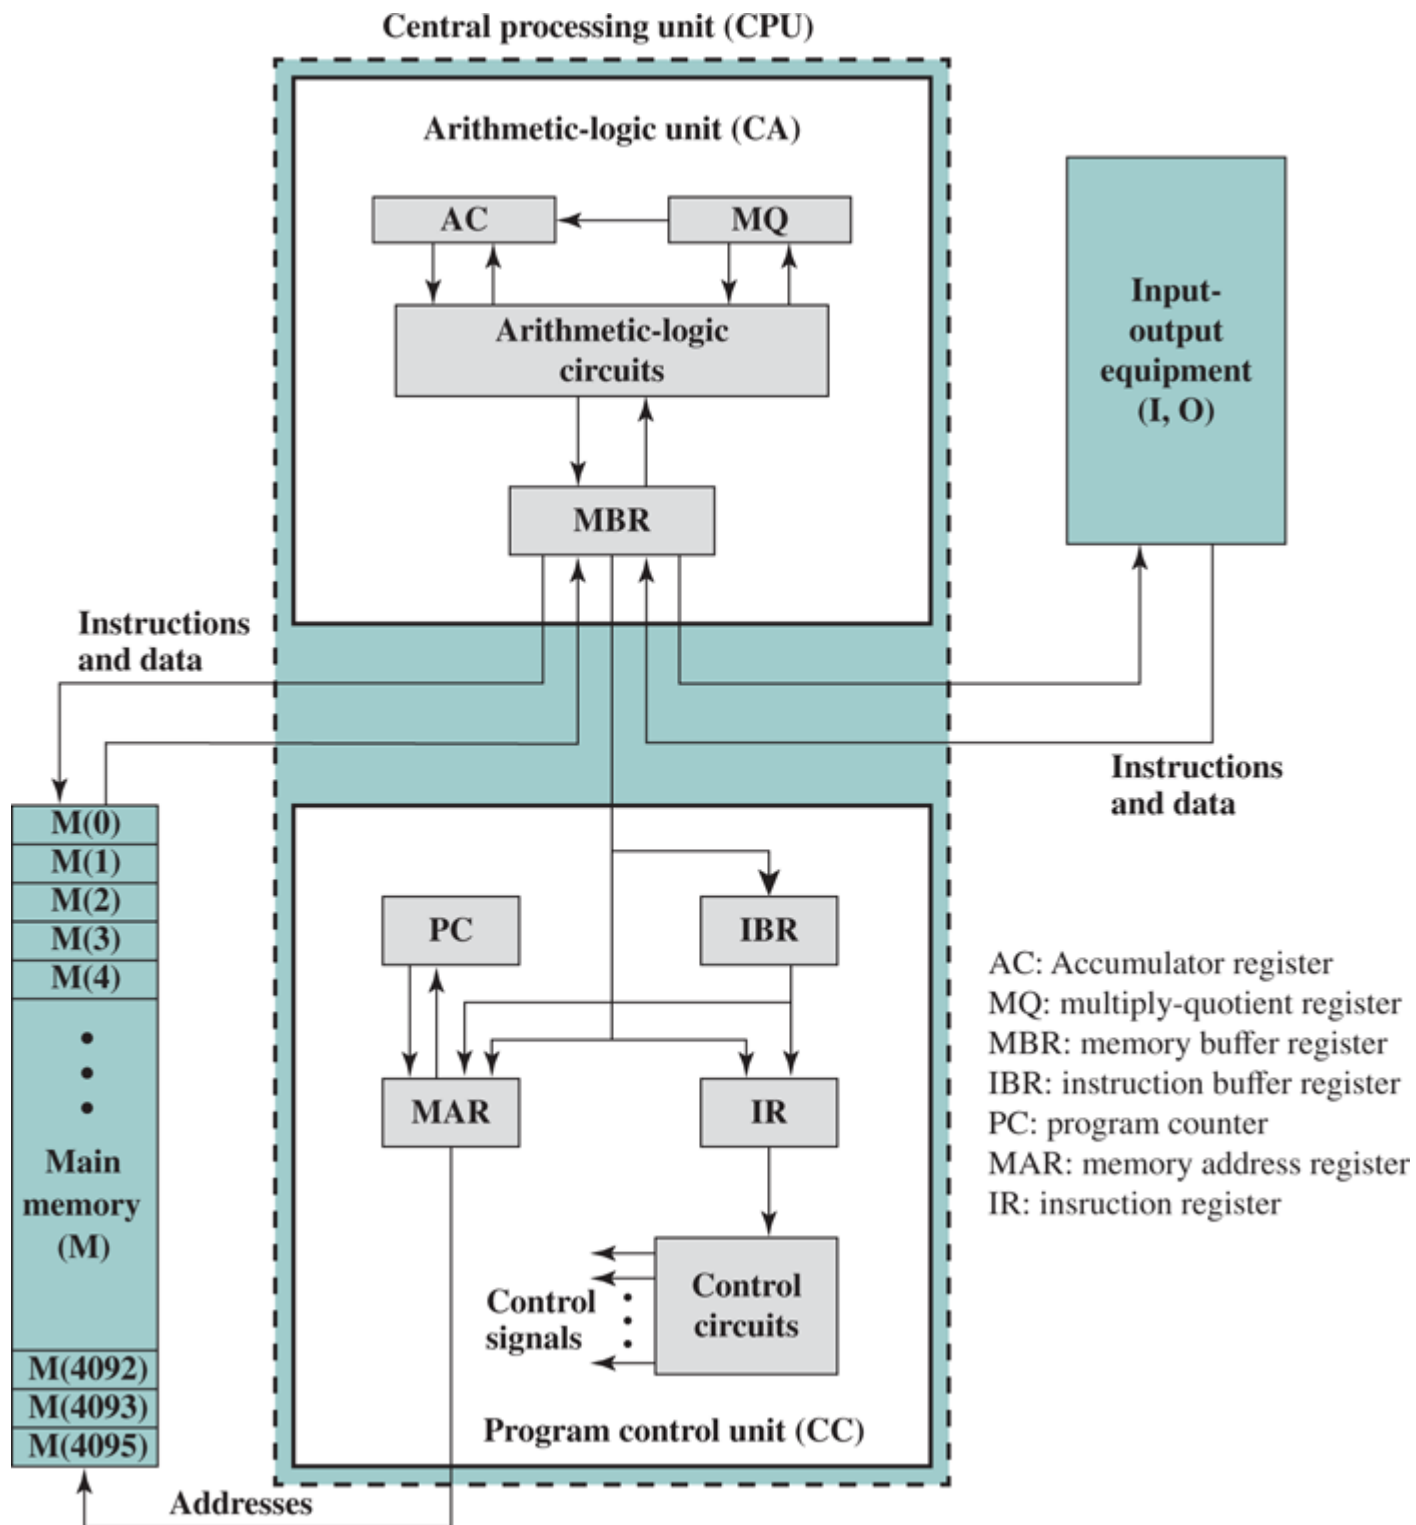 Central processing unit (CPU)
Arithmetic-logic unit (CA)
AC
MQ
Arithmetic-logic
circuits
MBR
Input-
output
equipment
(I, O)
Instructions
and data
Instructions
and data
M(0)
M(1)
M(2)
M(3)
M(4)
Main
memory
(M)
M(4092)
M(4093)
M(4095)
PC
IBR
MAR
IR
Control
signals
Control
circuits
Program control unit (CC)
Addresses
AC: Accumulator register
MQ: multiply-quotient register
MBR: memory buffer register
IBR: instruction buffer register
PC: program counter
MAR: memory address register
IR: insruction register